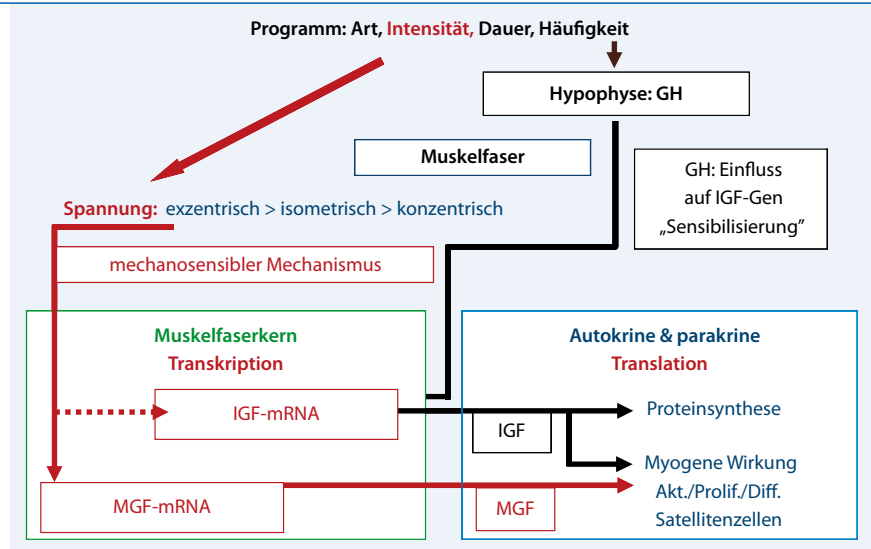 Programm: Art, Intensität, Dauer, Häufigkeit
Hypophyse: GH
Muskelfaser
GH: Einfluss
auf IGF-Gen
„Sensibilisierung”
Spannung: exzentrisch > isometrisch > konzentrisch
mechanosensibler Mechanismus
Muskelfaserkern
Transkription
IGF-mRNA
MGF-mRNA
Autokrine & parakrine
Translation
IGF
Proteinsynthese
Myogene Wirkung
Akt./Prolif./Diff.
Satellitenzellen
MGF